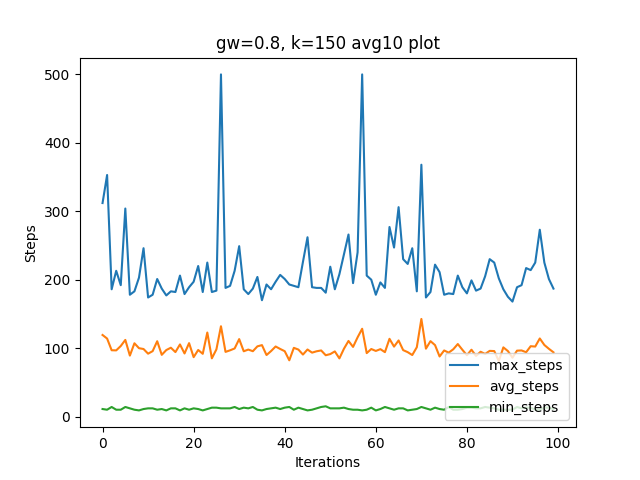 gw=0.8, k=150 avg10 plot
Steps
500
400
300
200
100
0
0 20 40 60 80 100
Iterations
max_steps
avg_steps
min_steps